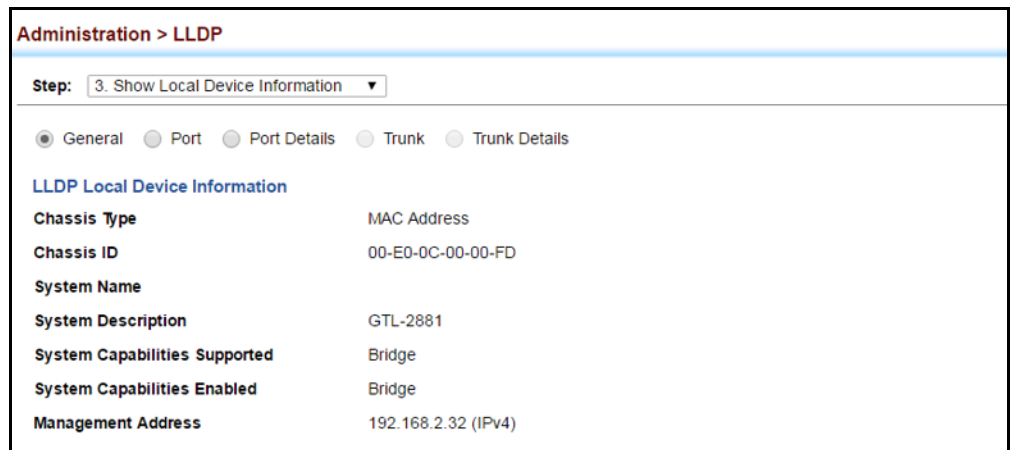 Administration > LLDP
Step: 3. Show Local Device Information
General Port Port Details Trunk Trunk Details
LLDP Local Device Information
Chassis Type MAC Address
Chassis ID 00-E0-0C-00-00-FD
System Name
System Description GTL-2881
System Capabilities Supported Bridge
System Capabilities Enabled Bridge
Management Address 192.168.2.32 (IPv4)